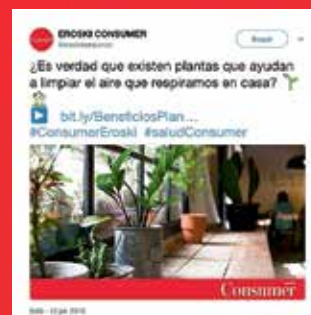 EROSKI CONSUMER
Seguir
¿Es verdad que existen plantas que ayudan
a limpiar el aire que respiramos en casa?
bit.ly/BeneficiosPlan...
#ConsumerEroski #saludConsumer
Consumer